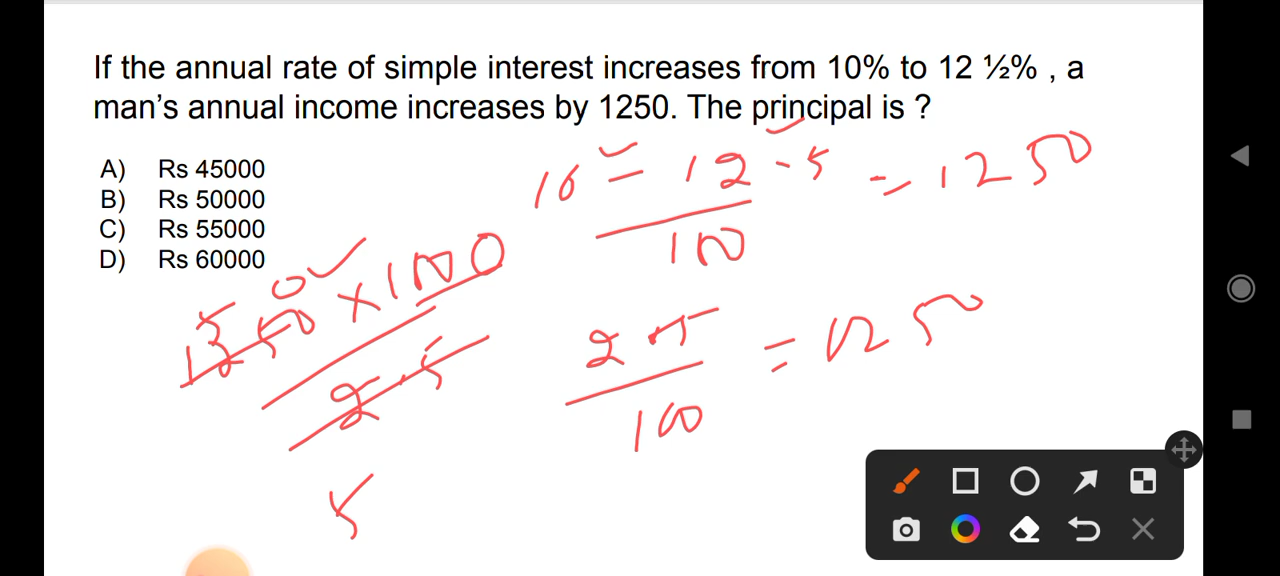 If the annual rate of simple interest increases from 10% to 12 ½% , a
man's annual income increases by 1250. The principal is ?
A) Rs 45000
B) Rs 50000
C) Rs 55000
D) Rs 60000
10 - 12 - 5 = 1250
100
50
1250 × 1000
2 - 5
5
2 5 = 1250
100